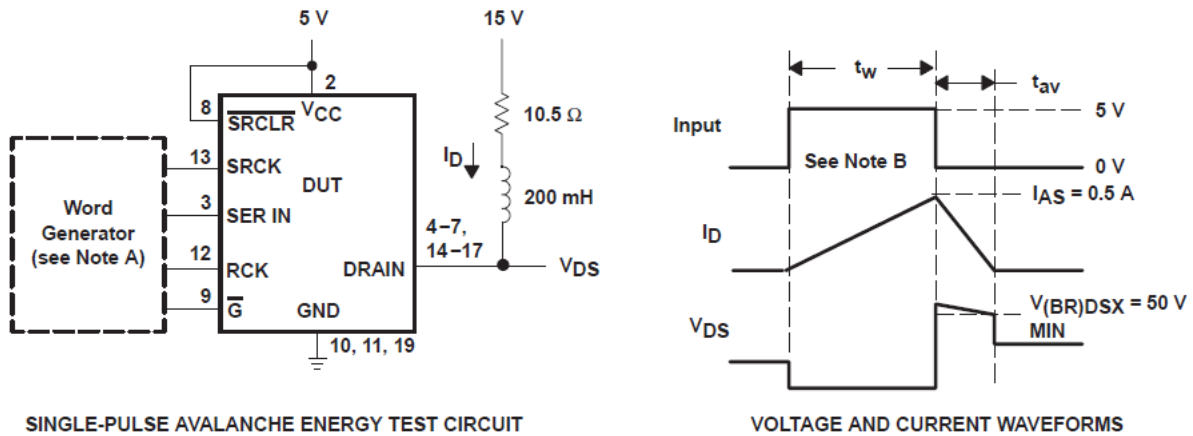 5 V
15 V
2
8
VCC
SRCLR
10.5 Ω
13
SRCK
ID
DUT
200 mH
Word
Generator
(see Note A)
3
SER IN
4–7,
14–17
12
RCK
DRAIN
VDS
9
G
GND
10, 11, 19
SINGLE-PULSE AVALANCHE ENERGY TEST CIRCUIT
tw
tav
5 V
Input
See Note B
0 V
IAS = 0.5 A
ID
V(BR)DSX = 50 V
MIN
VDS
VOLTAGE AND CURRENT WAVEFORMS